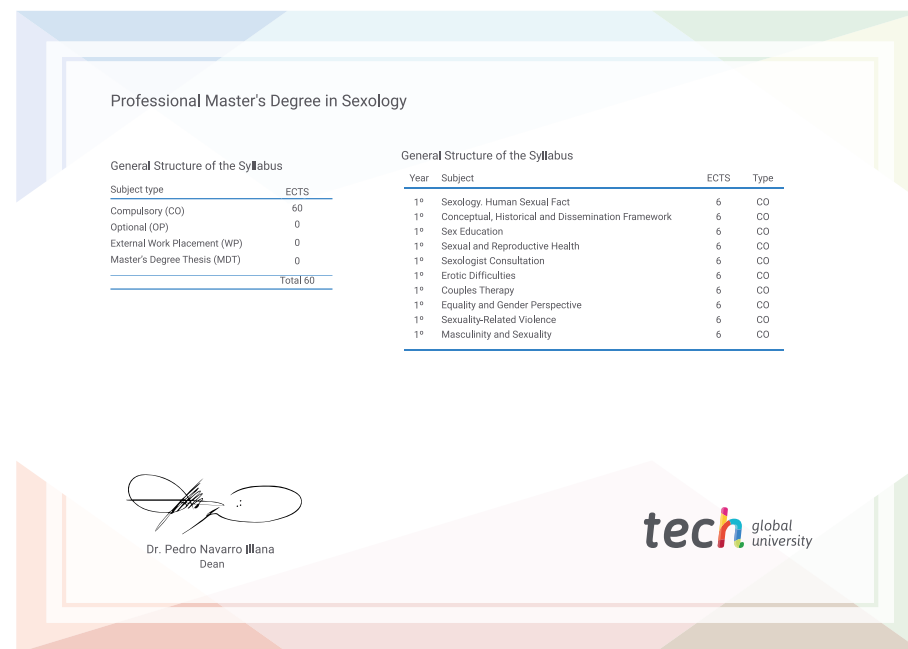 Professional Master's Degree in Sexology
General Structure of the Syllabus
Subject type ECTS
Compulsory (CO) 60
Optional (OP) 0
External Work Placement (WP) 0
Master's Degree Thesis (MDT) 0
Total 60
General Structure of the Syllabus
Year Subject ECTS Type
1º Sexology. Human Sexual Fact 6 CO
1º Conceptual, Historical and Dissemination Framework 6 CO
1º Sex Education 6 CO
1º Sexual and Reproductive Health 6 CO
1º Sexologist Consultation 6 CO
1º Erotic Difficulties 6 CO
1º Couples Therapy 6 CO
1º Equality and Gender Perspective 6 CO
1º Sexuality-Related Violence 6 CO
1º Masculinity and Sexuality 6 CO
Dr. Pedro Navarro Illana
Dean
tech global
university